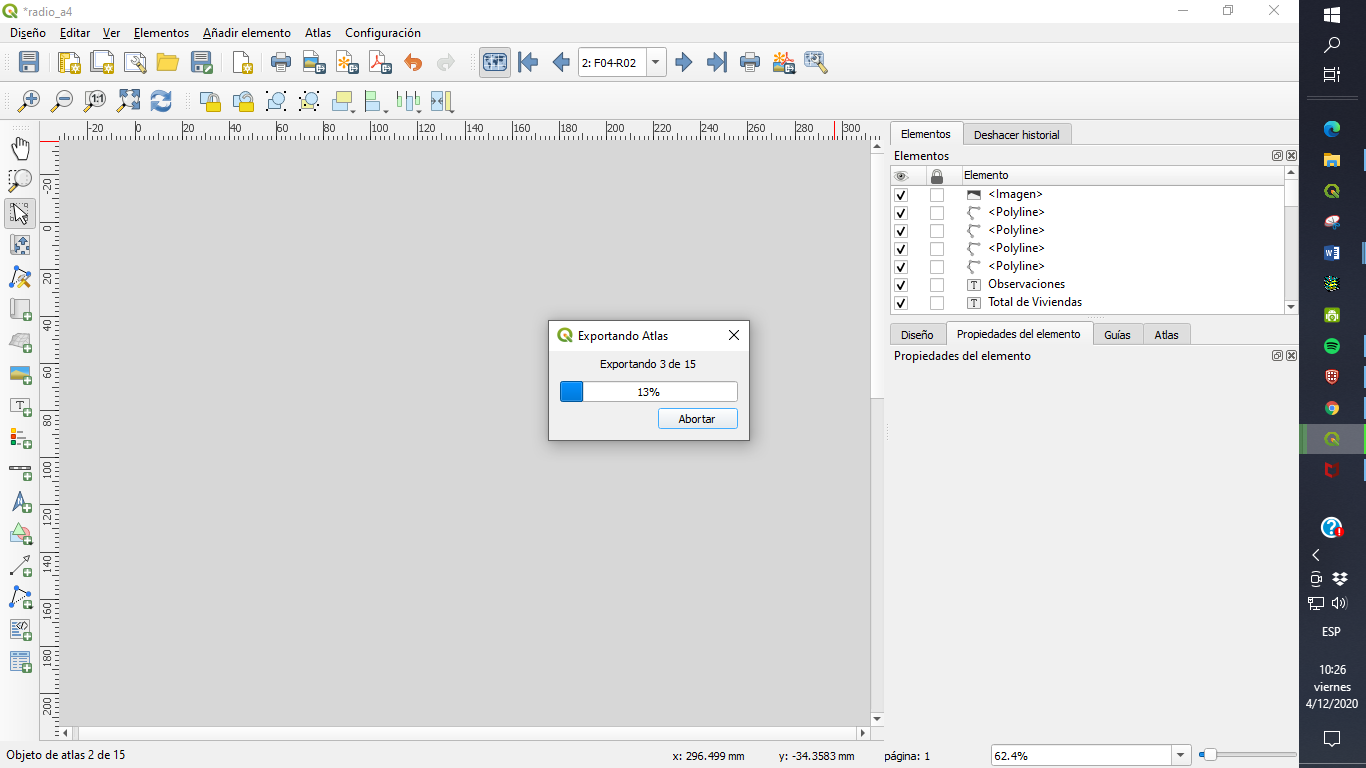 *radio_a4
Diseño Editar Ver Elementos Añadir elemento Atlas Configuración
2: F04-R02
-20 0 20 40 60 80 100 120 140 160 180 200 220 240 260 280 300
-20
0
20
40
60
80
100
120
140
160
180
200
Elementos Deshacer historial
Elementos
Elemento
<Imagen>
<Polyline>
<Polyline>
<Polyline>
<Polyline>
T Observaciones
T Total de Viviendas
Diseño Propiedades del elemento Guías Atlas
Propiedades del elemento
Exportando Atlas
Exportando 3 de 15
13%
Abortar
Objeto de atlas 2 de 15 x: 296.499 mm y: -34.3583 mm página: 1 62.4%
ESP
10:26
viernes
4/12/2020